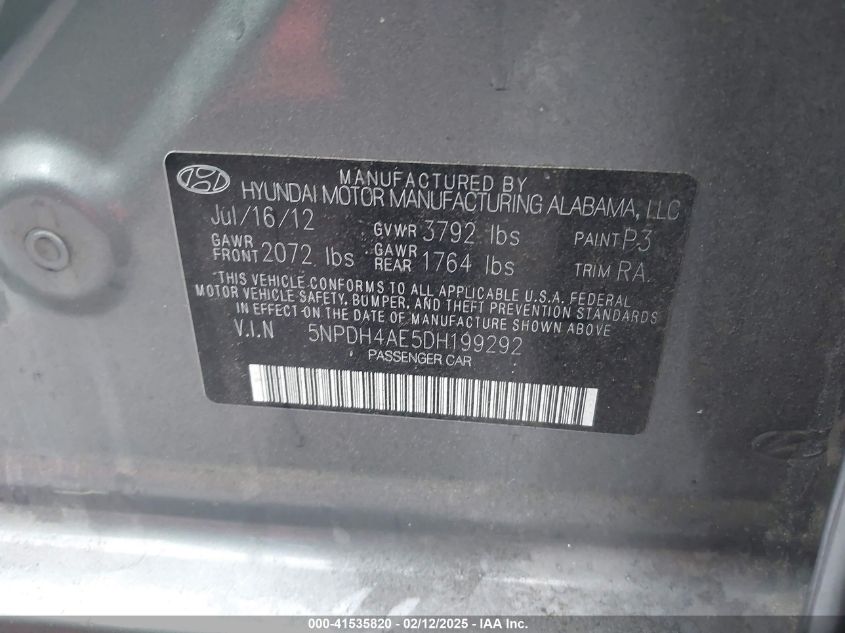 MANUFACTURED BY
HYUNDAI MOTOR MANUFACTURING ALABAMA, LLC
Jul/16/12 GVWR 3792 lbs PAINT P3
GAWR FRONT 2072 lbs GAWR REAR 1764 lbs TRIM RA
THIS VEHICLE CONFORMS TO ALL APPLICABLE U.S.A. FEDERAL
MOTOR VEHICLE SAFETY, BUMPER, AND THEFT PREVENTION STANDARDS
IN EFFECT ON THE DATE OF MANUFACTURE SHOWN ABOVE.
V.I.N 5NPDH4AE5DH199292
PASSENGER CAR
000-41535820 - 02/12/2025 - IAA Inc.